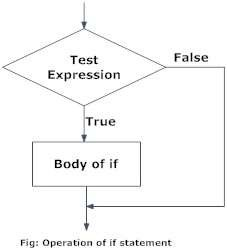 Test
Expression
False
True
Body of if
Fig: Operation of if statement